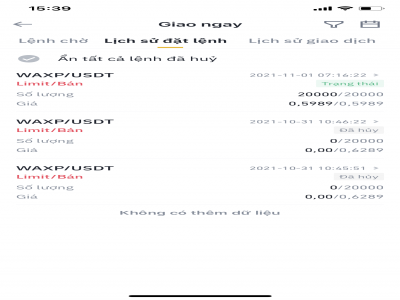 15:39
Giao ngay
Lệnh chờ Lịch sử đặt lệnh Lịch sử giao dịch
Ẩn tất cả lệnh đã huỷ
WAXP/USDT 2021-11-01 07:16:22 >
Limit/Bán Trạng thái
Số lượng 20000/20000
Giá 0,5989/0,5989
WAXP/USDT 2021-10-31 10:46:22 >
Limit/Bán Đã hủy
Số lượng 0/20000
Giá 0,00/0,6289
WAXP/USDT 2021-10-31 10:45:51 >
Limit/Bán Đã hủy
Số lượng 0/20000
Giá 0,00/0,6289
Không có thêm dữ liệu